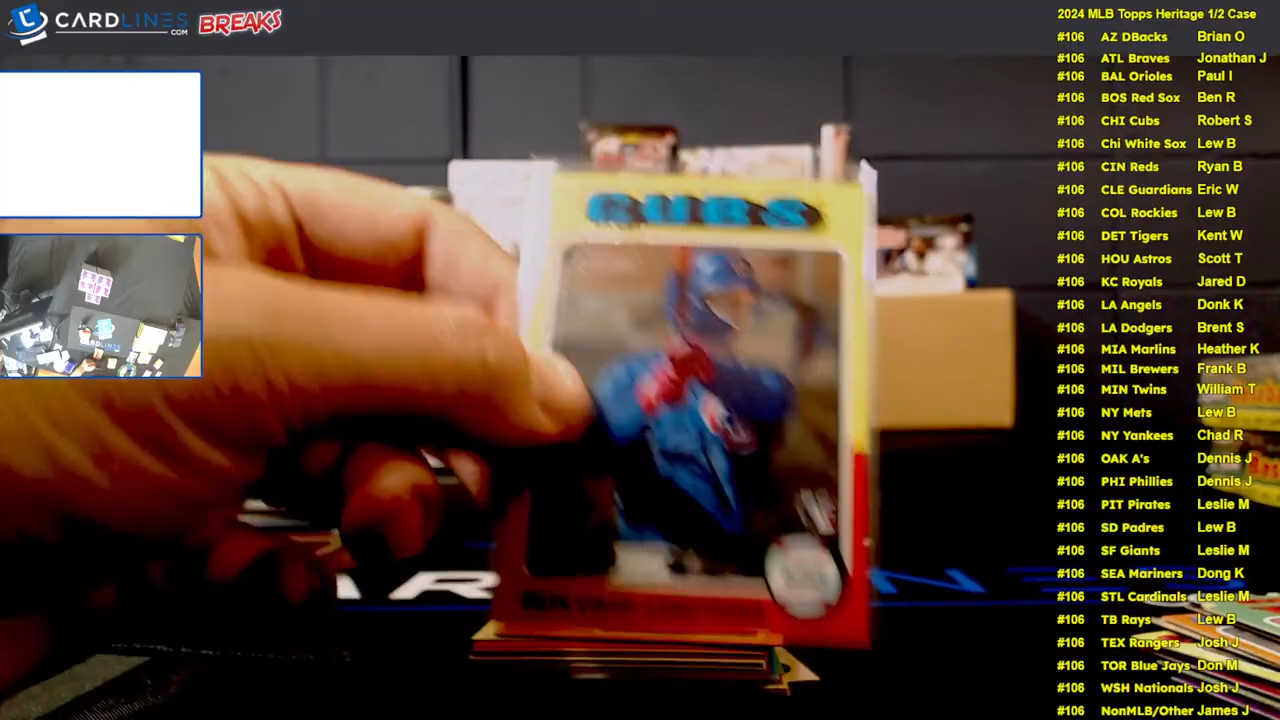 CARDLINES
.COM
BREAKS
2024 MLB Topps Heritage 1/2 Case
#106 AZ DBacks Brian O
#106 ATL Braves Jonathan J
#106 BAL Orioles Paul I
#106 BOS Red Sox Ben R
#106 CHI Cubs Robert S
#106 Chi White Sox Lew B
#106 CIN Reds Ryan B
#106 CLE Guardians Eric W
#106 COL Rockies Lew B
#106 DET Tigers Kent W
#106 HOU Astros Scott T
#106 KC Royals Jared D
#106 LA Angels Donk K
#106 LA Dodgers Brent S
#106 MIA Marlins Heather K
#106 MIL Brewers Frank B
#106 MIN Twins William T
#106 NY Mets Lew B
#106 NY Yankees Chad R
#106 OAK A's Dennis J
#106 PHI Phillies Dennis J
#106 PIT Pirates Leslie M
#106 SD Padres Lew B
#106 SF Giants Leslie M
#106 SEA Mariners Dong K
#106 STL Cardinals Leslie M
#106 TB Rays Lew B
#106 TEX Rangers Josh J
#106 TOR Blue Jays Don M
#106 WSH Nationals Josh J
#106 NonMLB/Other James J
CUBS